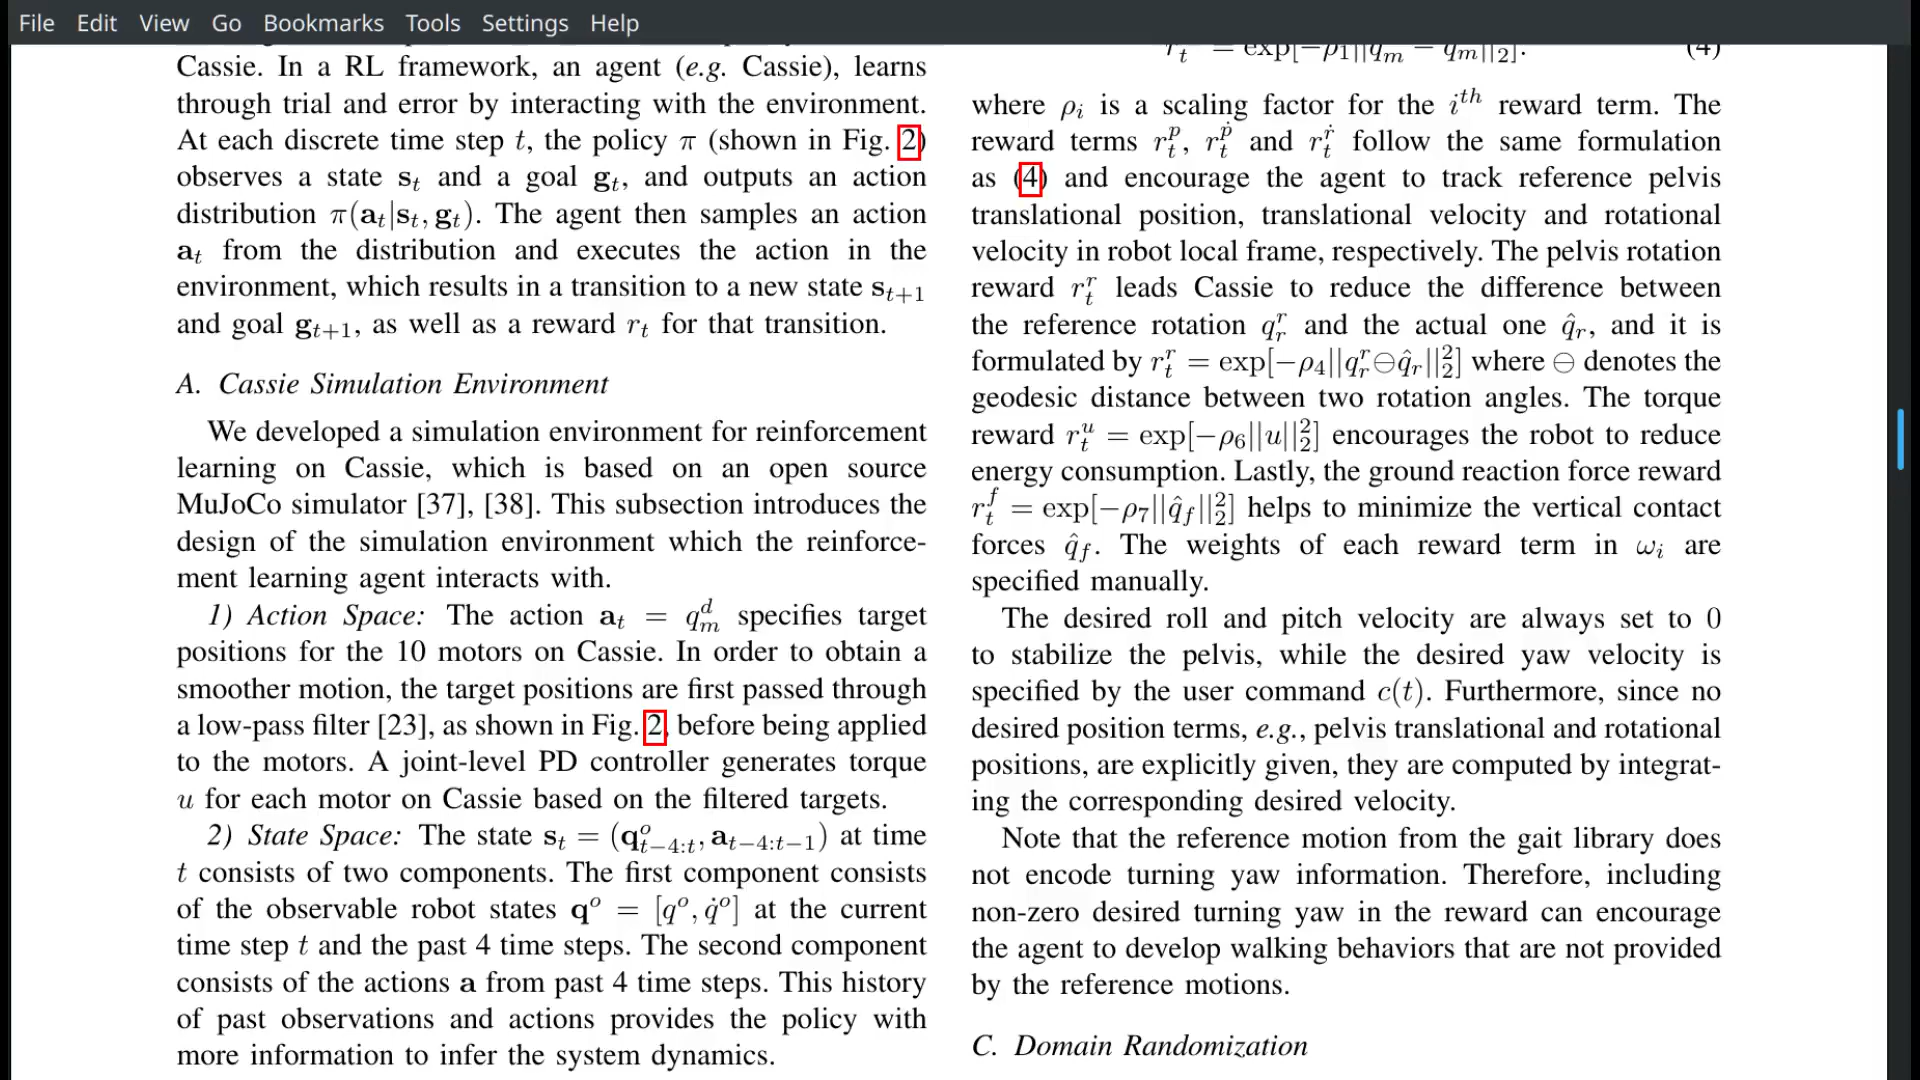 File Edit View Go Bookmarks Tools Settings Help
Cassie. In a RL framework, an agent (e.g. Cassie), learns
through trial and error by interacting with the environment.
At each discrete time step t, the policy π (shown in Fig. 2)
observes a state s_t and a goal g_t, and outputs an action
distribution π(a_t|s_t, g_t). The agent then samples an action
a_t from the distribution and executes the action in the
environment, which results in a transition to a new state s_{t+1}
and goal g_{t+1}, as well as a reward r_t for that transition.
A. Cassie Simulation Environment
We developed a simulation environment for reinforcement
learning on Cassie, which is based on an open source
MuJoCo simulator [37], [38]. This subsection introduces the
design of the simulation environment which the reinforce-
ment learning agent interacts with.
1) Action Space: The action a_t = q_m^d specifies target
positions for the 10 motors on Cassie. In order to obtain a
smoother motion, the target positions are first passed through
a low-pass filter [23], as shown in Fig. 2, before being applied
to the motors. A joint-level PD controller generates torque
u for each motor on Cassie based on the filtered targets.
2) State Space: The state s_t = (q^o_{t−4:t}, a_{t−4:t−1}) at time
t consists of two components. The first component consists
of the observable robot states q^o = [q^o, q̇^o] at the current
time step t and the past 4 time steps. The second component
consists of the actions a from past 4 time steps. This history
of past observations and actions provides the policy with
more information to infer the system dynamics.
where ρ_i is a scaling factor for the i^{th} reward term. The
reward terms r_t^p, r_t^ṗ and r_t^ṙ follow the same formulation
as (4) and encourage the agent to track reference pelvis
translational position, translational velocity and rotational
velocity in robot local frame, respectively. The pelvis rotation
reward r_t^r leads Cassie to reduce the difference between
the reference rotation q_r^r and the actual one q̂_r, and it is
formulated by r_t^r = exp[−ρ_4||q_r^r⊖q̂_r||_2^2] where ⊖ denotes the
geodesic distance between two rotation angles. The torque
reward r_t^u = exp[−ρ_6||u||_2^2] encourages the robot to reduce
energy consumption. Lastly, the ground reaction force reward
r_t^f = exp[−ρ_7||q̂_f||_2^2] helps to minimize the vertical contact
forces q̂_f. The weights of each reward term in ω_i are
specified manually.
The desired roll and pitch velocity are always set to 0
to stabilize the pelvis, while the desired yaw velocity is
specified by the user command c(t). Furthermore, since no
desired position terms, e.g., pelvis translational and rotational
positions, are explicitly given, they are computed by integrat-
ing the corresponding desired velocity.
Note that the reference motion from the gait library does
not encode turning yaw information. Therefore, including
non-zero desired turning yaw in the reward can encourage
the agent to develop walking behaviors that are not provided
by the reference motions.
C. Domain Randomization